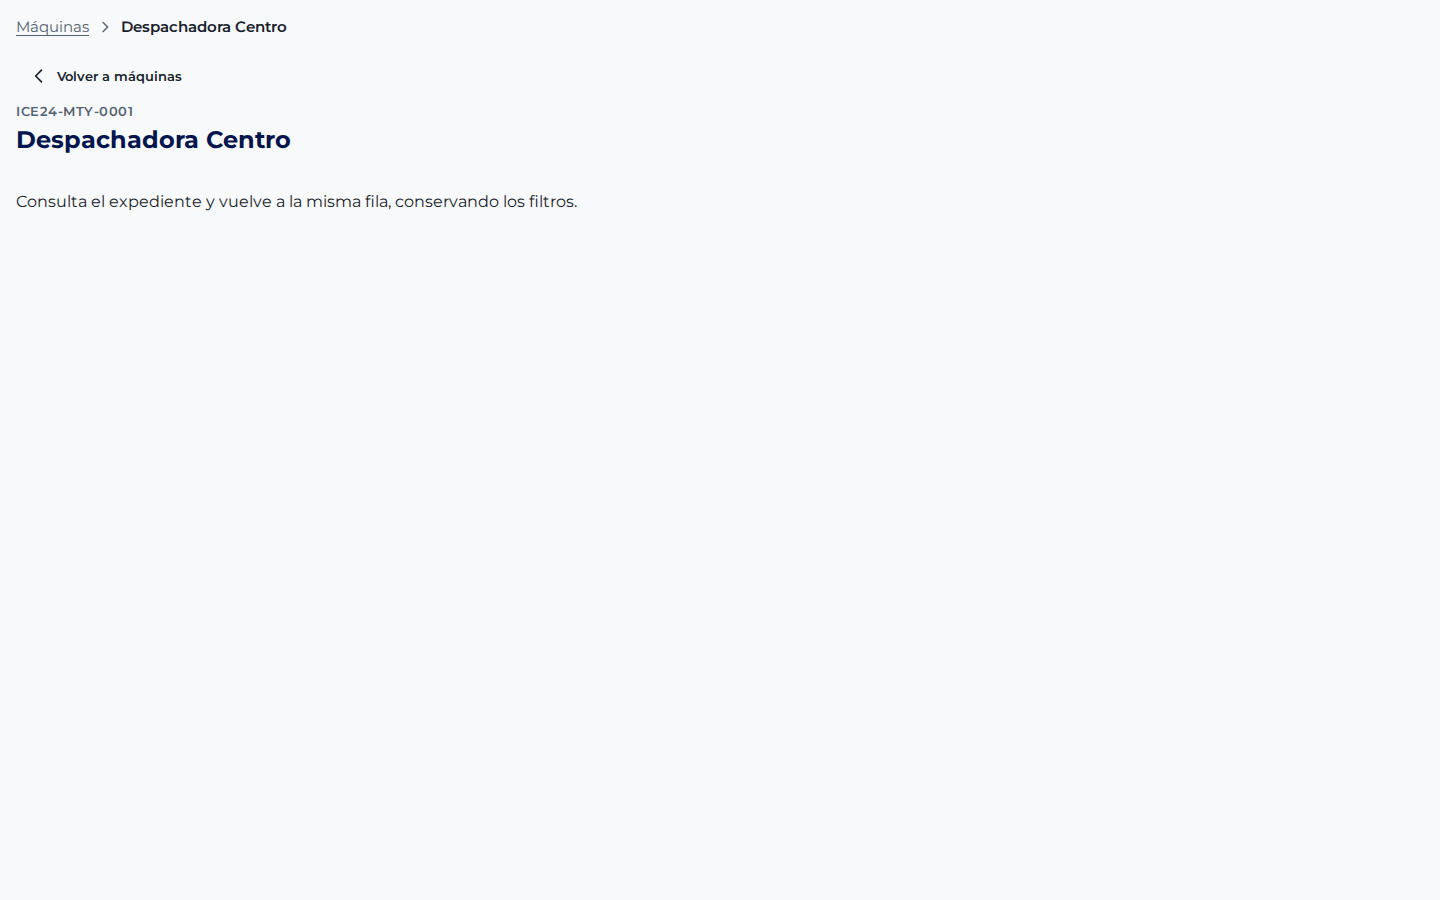 Máquinas > Despachadora Centro
Volver a máquinas
ICE24-MTY-0001
Despachadora Centro
Consulta el expediente y vuelve a la misma fila, conservando los filtros.